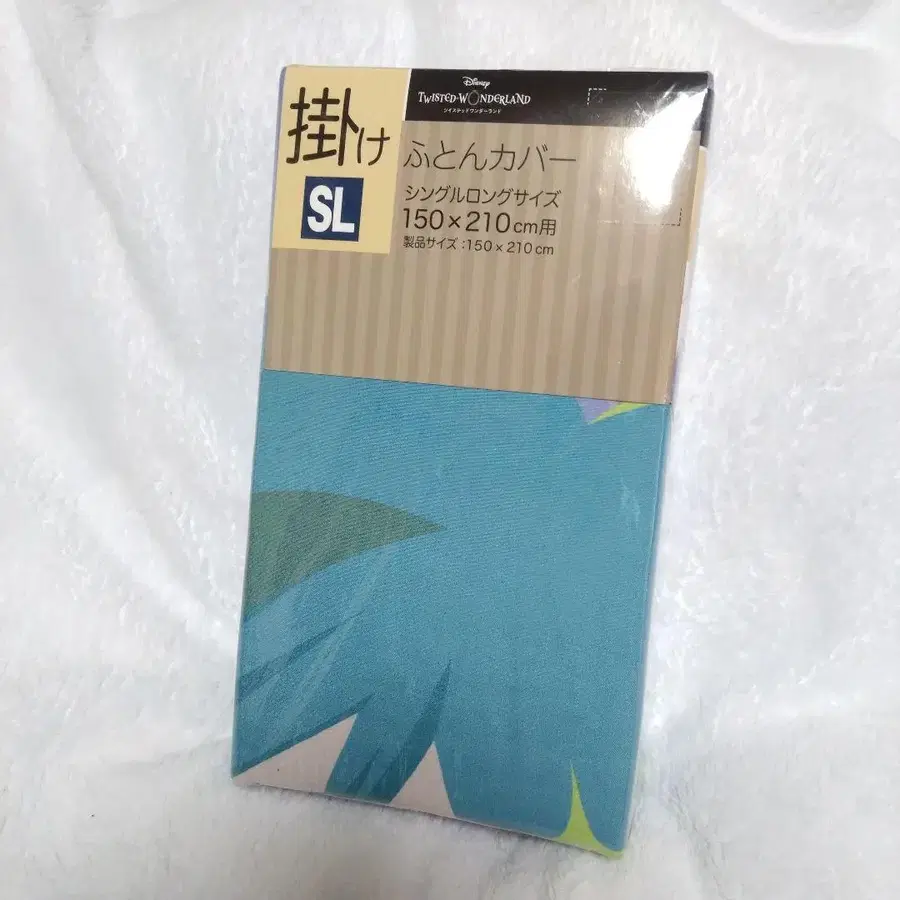 掛け
SL
Disney
TWISTED-WONDERLAND
ツイステッドワンダーランド
ふとんカバー
シングルロングサイズ
150×210cm用
製品サイズ:150×210cm